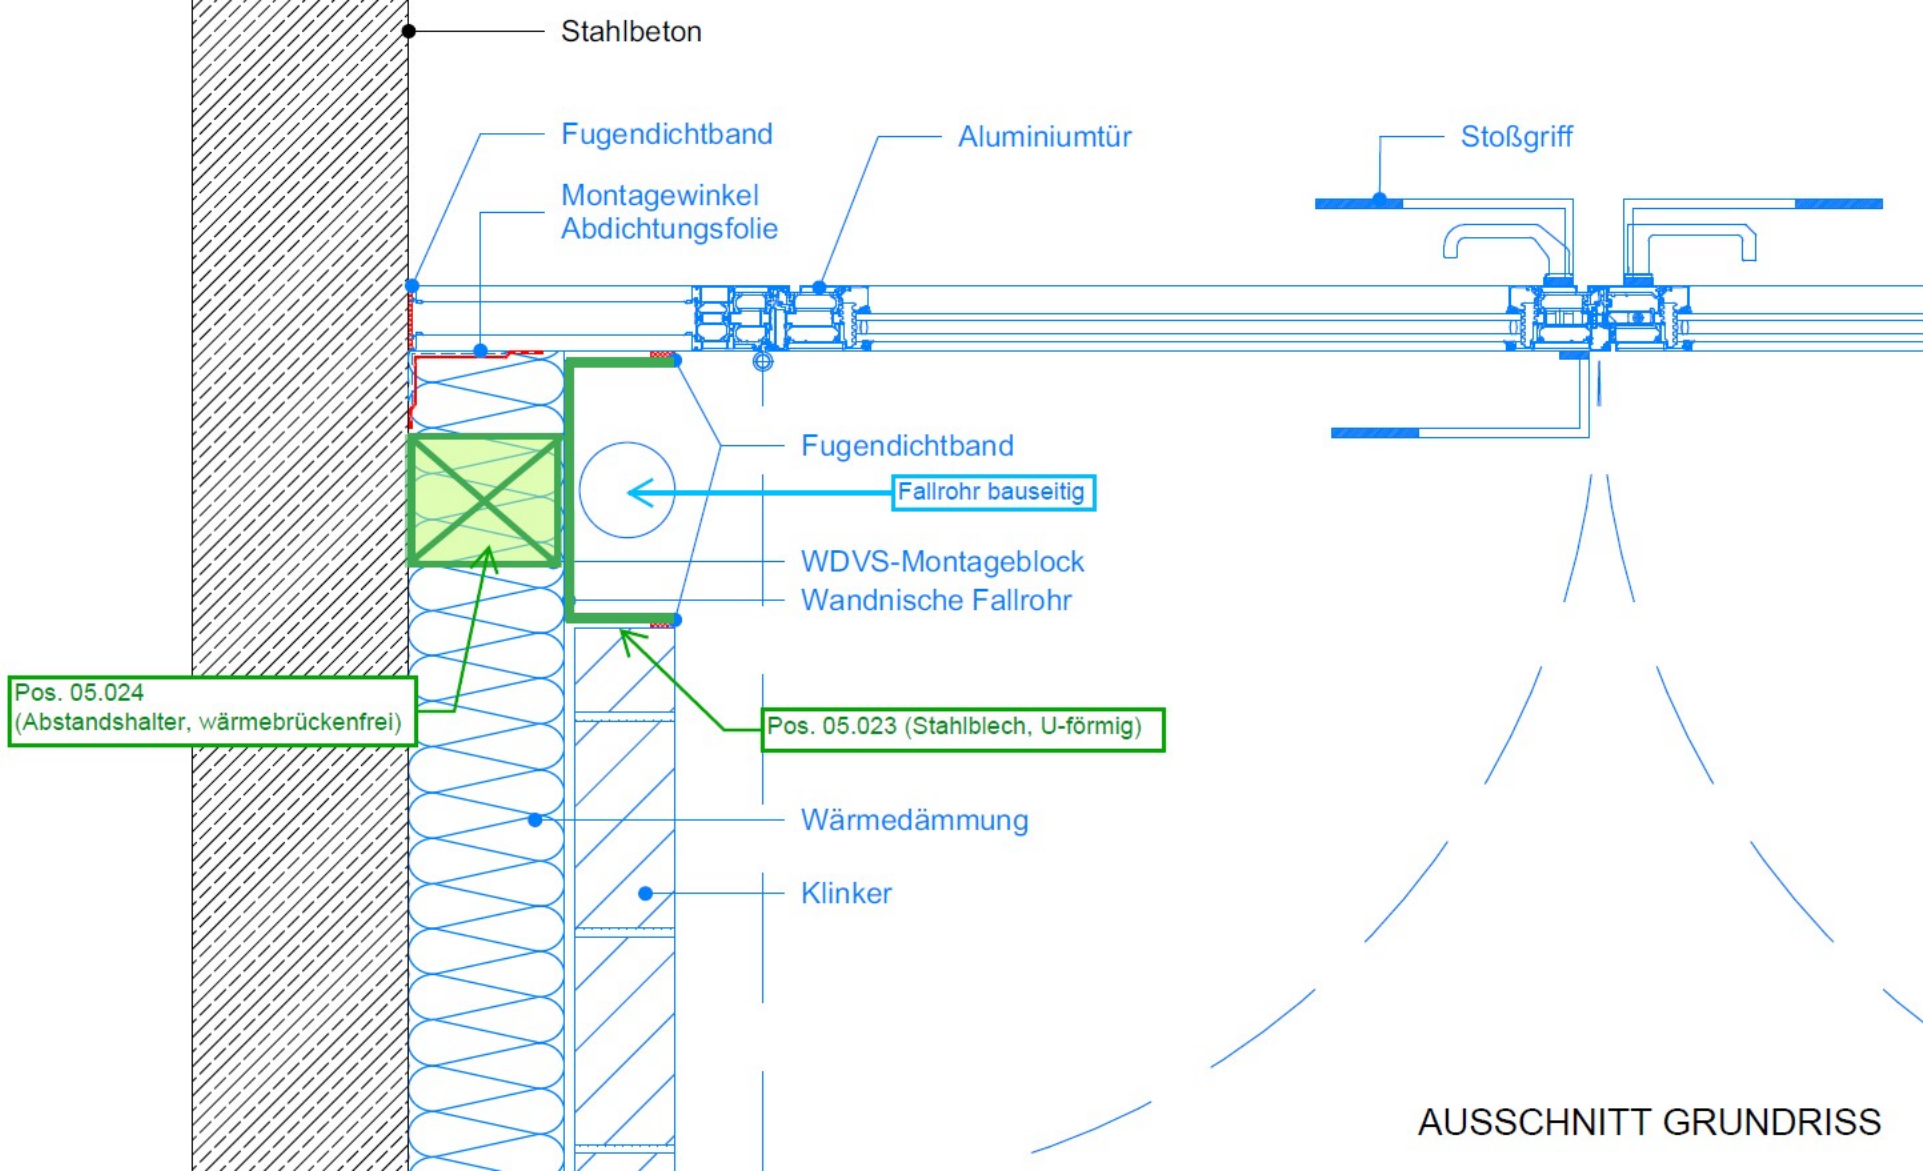 Stahlbeton
Fugendichtband
Aluminiumtür
Stoßgriff
Montagewinkel
Abdichtungsfolie
Fugendichtband
Fallrohr bauseitig
WDVS-Montageblock
Wandnische Fallrohr
Pos. 05.024
(Abstandshalter, wärmebrückenfrei)
Pos. 05.023 (Stahlblech, U-förmig)
Wärmedämmung
Klinker
AUSSCHNITT GRUNDRISS